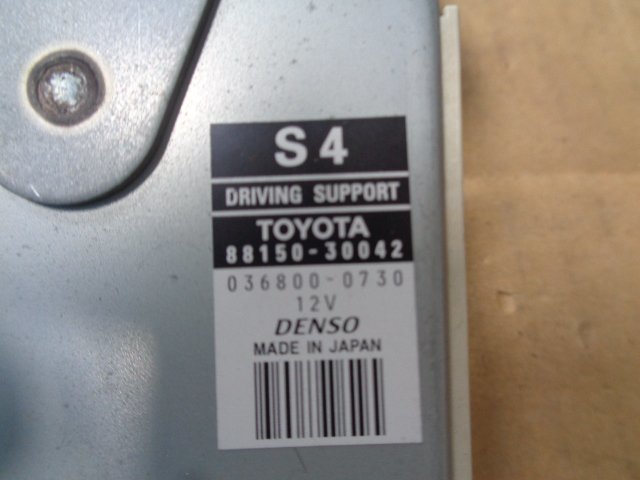 S4
DRIVING SUPPORT
TOYOTA
88150-30042
036800-0730
12V
DENSO
MADE IN JAPAN